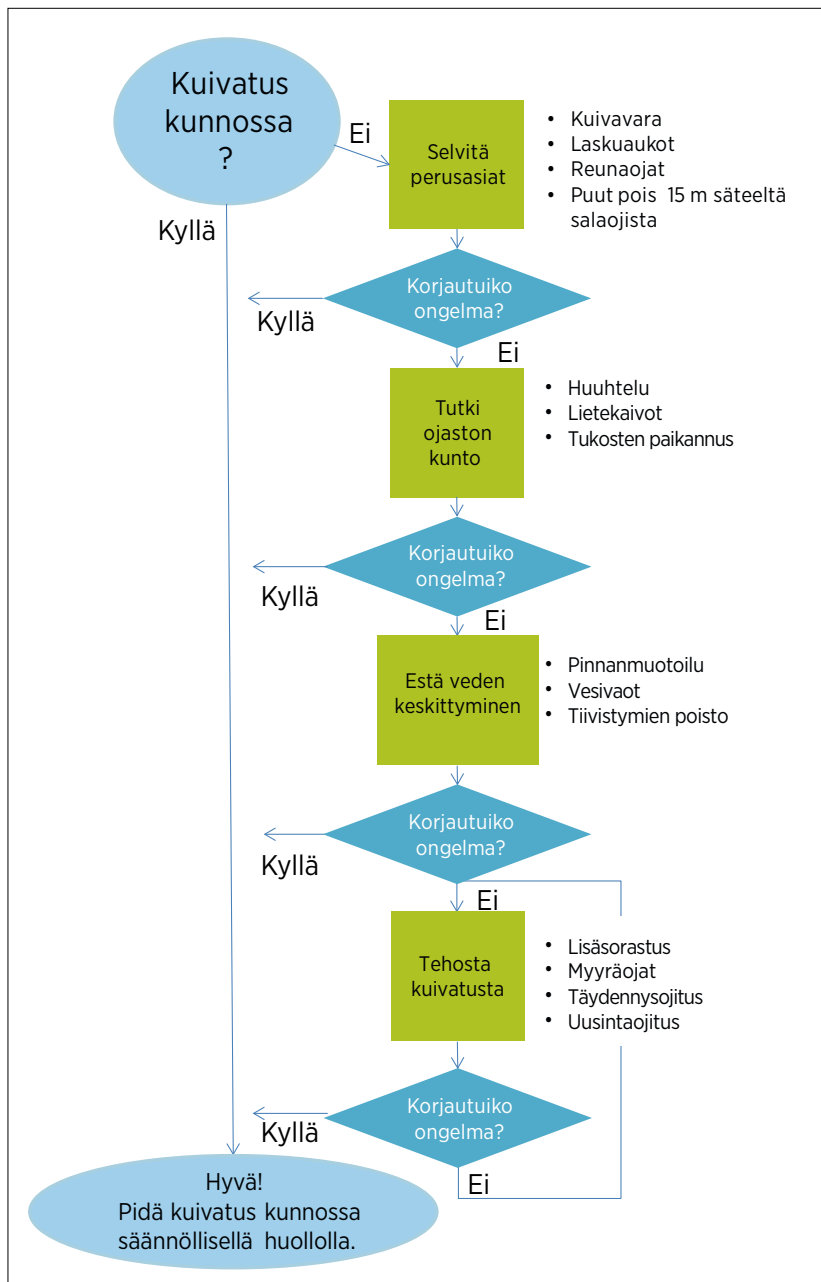 Kuivatus
kunnossa
?
Ei
Kyllä
Selvitä
perusasiat
• Kuivavara
• Laskuaukot
• Reunaojat
• Puut pois 15 m säteeltä
salaojista
Korjautuiko
ongelma?
Kyllä
Ei
Tutki
ojaston
kunto
• Huuhtelu
• Lietekaivot
• Tukosten paikannus
Korjautuiko
ongelma?
Kyllä
Ei
Estä veden
keskittyminen
• Pinnanmuotoilu
• Vesivaot
• Tiivistymien poisto
Korjautuiko
ongelma?
Kyllä
Ei
Tehosta
kuivatusta
• Lisäsorastus
• Myyräojat
• Täydennysojitus
• Uusintaojitus
Korjautuiko
ongelma?
Kyllä
Ei
Hyvä!
Pidä kuivatus kunnossa
säännöllisellä huollolla.